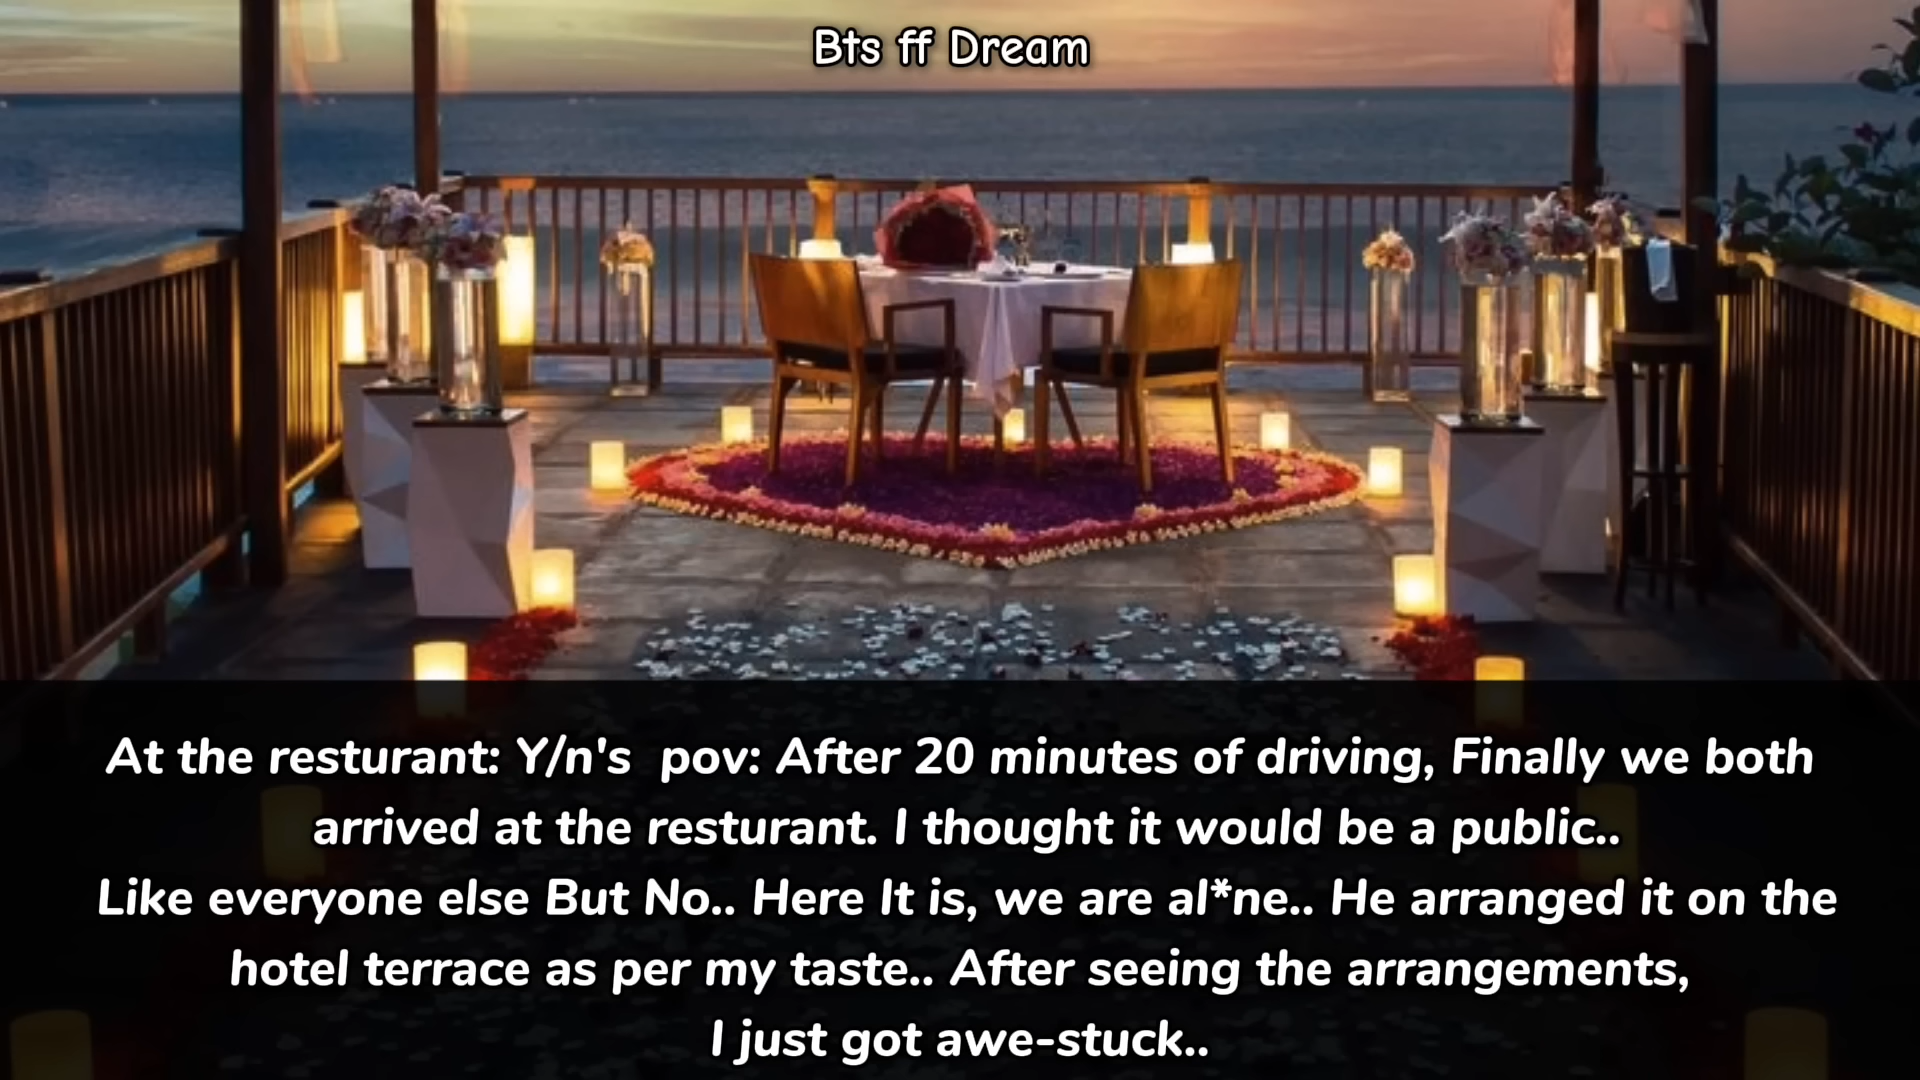 Bts ff Dream
At the resturant: Y/n's  pov: After 20 minutes of driving, Finally we both
arrived at the resturant. I thought it would be a public..
Like everyone else But No.. Here It is, we are al*ne.. He arranged it on the
hotel terrace as per my taste.. After seeing the arrangements,
I just got awe-stuck..